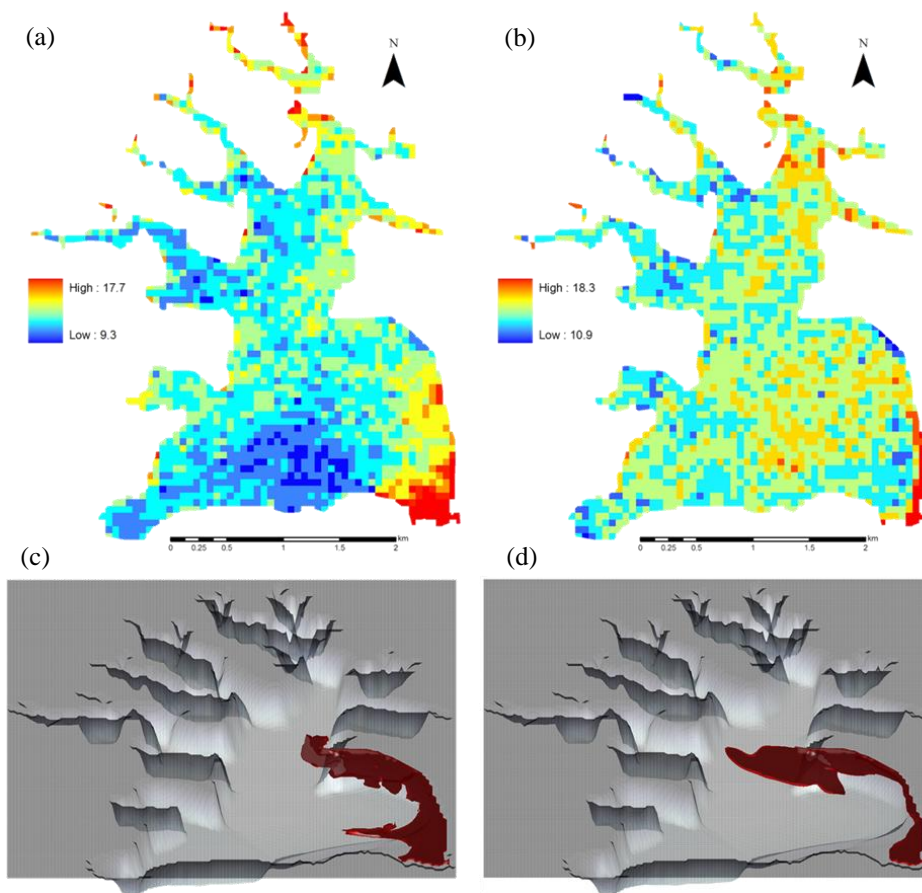 (a)
(b)
N
N
High : 17.7
Low : 9.3
High : 18.3
Low : 10.9
0 0.25 0.5 1 1.5 2 km
0 0.25 0.5 1 1.5 2 km
(c)
(d)